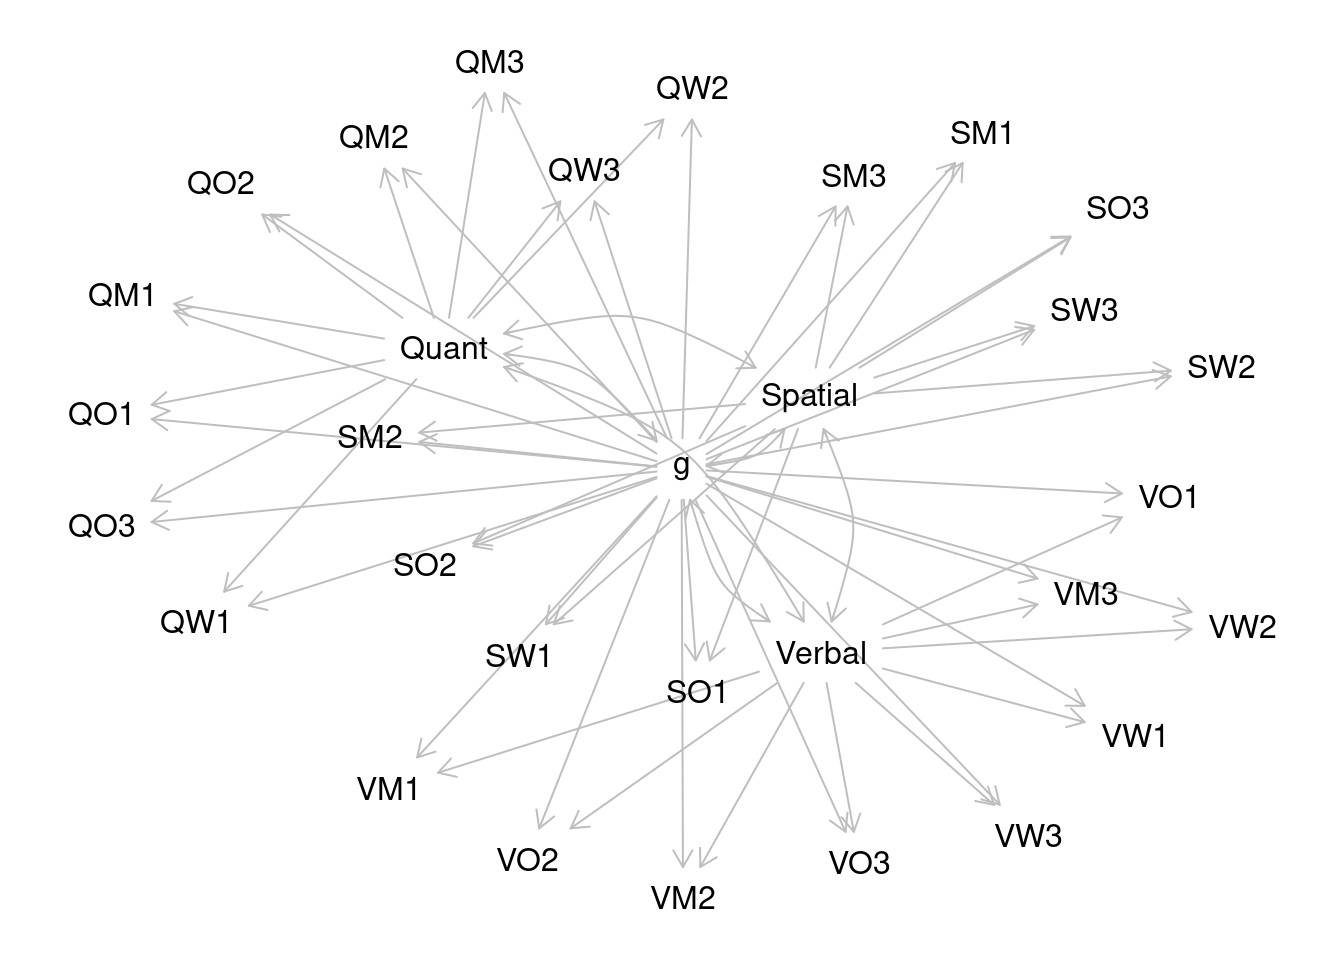 QM3
QW2
QM2
SM1
QW3
SM3
QO2
SO3
QM1
SW3
Quant
SW2
Spatial
QO1
SM2
g
VO1
QO3
SO2
VM3
QW1
VW2
SW1
Verbal
SO1
VW1
VM1
VW3
VO2
VO3
VM2